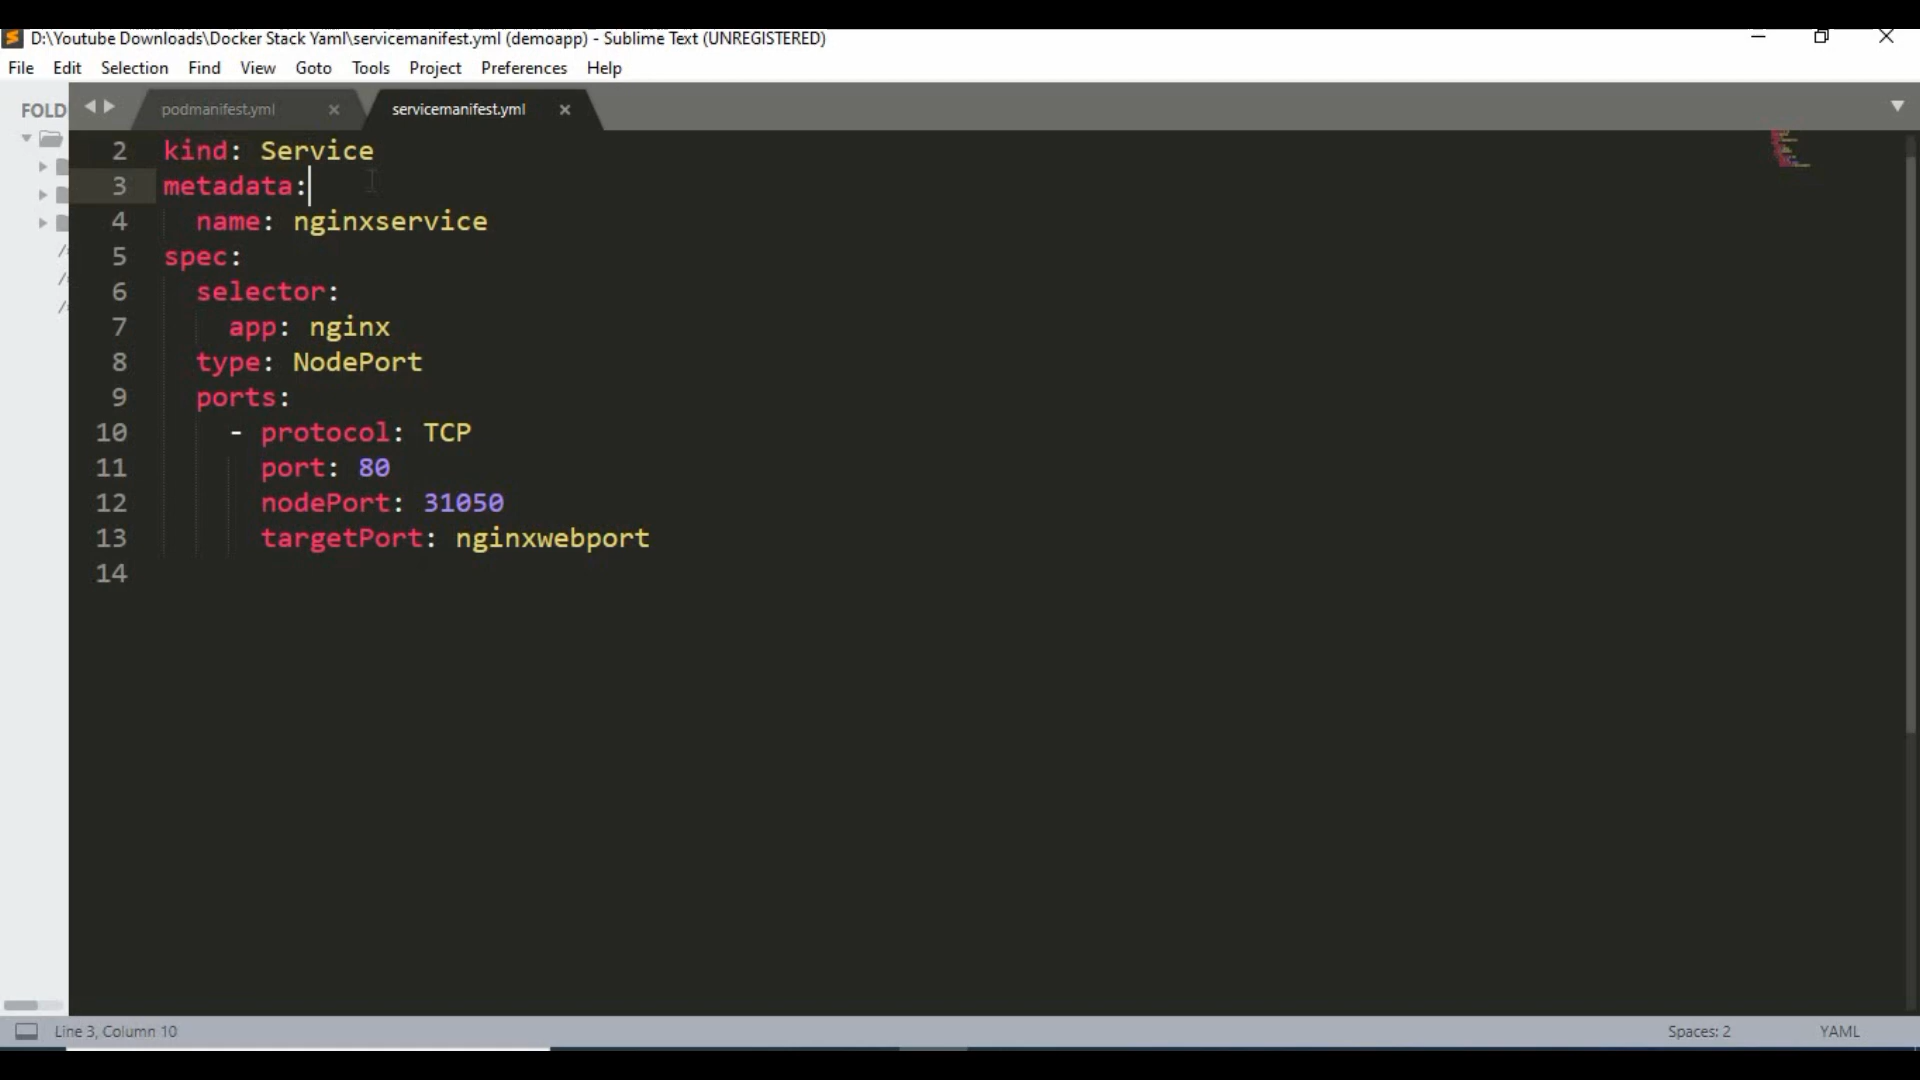 D:\Youtube Downloads\Docker Stack Yaml\servicemanifest.yml (demoapp) - Sublime Text (UNREGISTERED)
File Edit Selection Find View Goto Tools Project Preferences Help
FOLD
podmanifest.yml servicemanifest.yml
2 kind: Service
3 metadata:
4 name: nginxservice
5 spec:
6 selector:
7 app: nginx
8 type: NodePort
9 ports:
10 - protocol: TCP
11 port: 80
12 nodePort: 31050
13 targetPort: nginxwebport
14
Line 3, Column 10 Spaces: 2 YAML